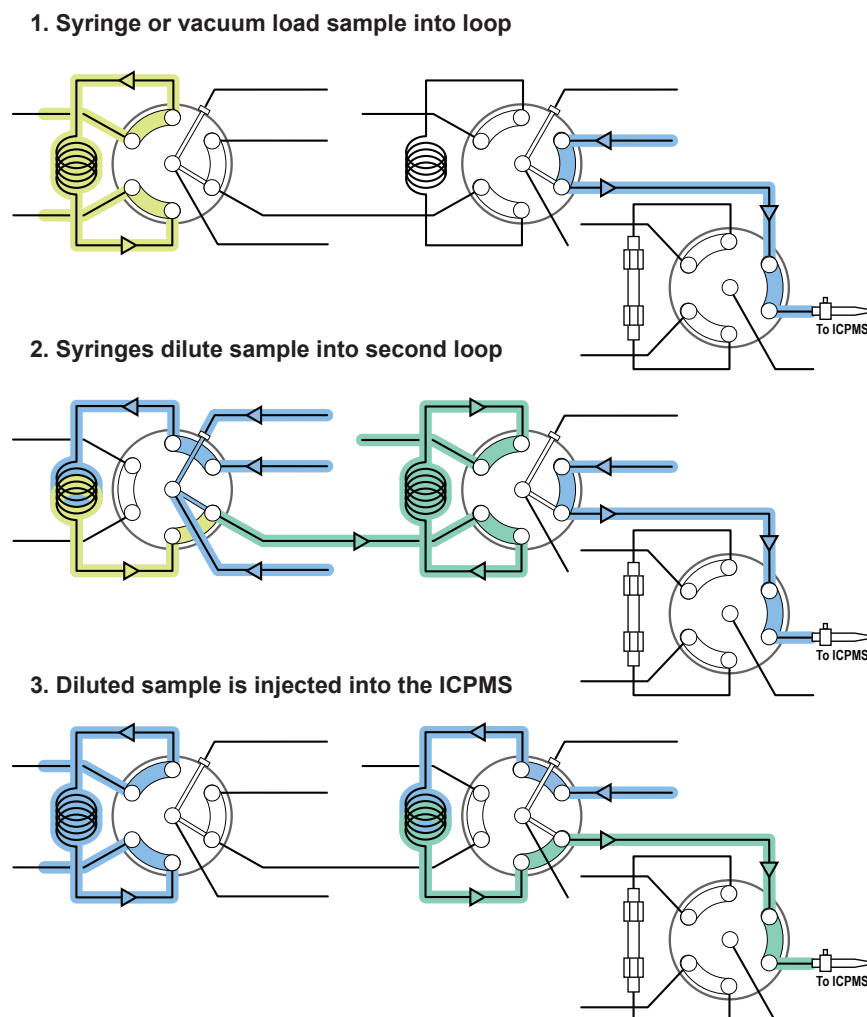 1. Syringe or vacuum load sample into loop
To ICPMS
2. Syringes dilute sample into second loop
To ICPMS
3. Diluted sample is injected into the ICPMS
To ICPMS